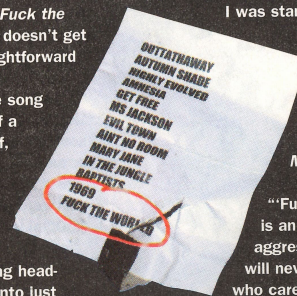 Fuck the
doesn't get
ghtforward
e song
f a
f,
ng head-
nto just
I was star
OUTTATHAWAY
AUTUMN SHADE
HIGHLY EVOLVED
AMNESIA
GET FREE
MS JACKSON
EVIL TOWN
AINT NO ROOM
MARY JANE
IN THE JUNGLE
BAPTISTS
1969
FUCK THE WORLD
M
"'Fu
is an
aggres
will nev
who care